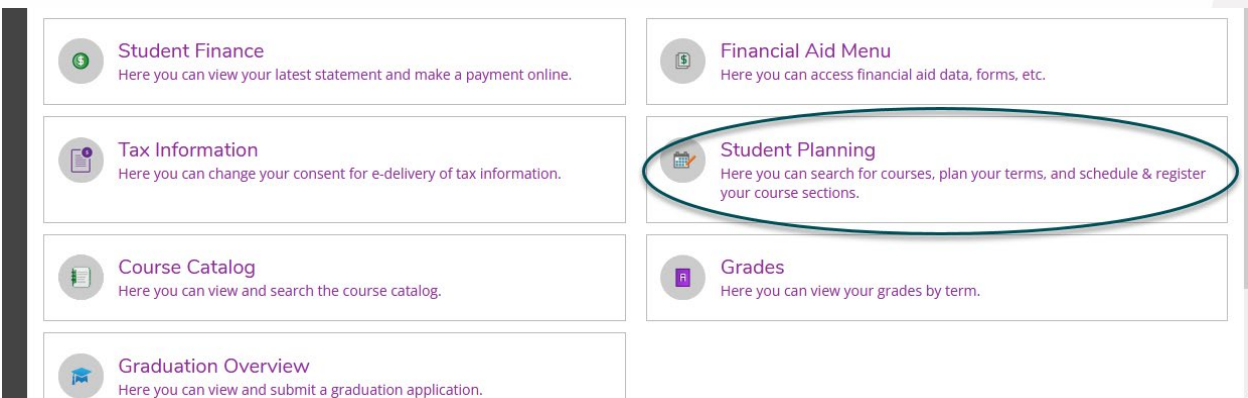 Student Finance
Here you can view your latest statement and make a payment online.
Financial Aid Menu
Here you can access financial aid data, forms, etc.
Tax Information
Here you can change your consent for e-delivery of tax information.
Student Planning
Here you can search for courses, plan your terms, and schedule & register
your course sections.
Course Catalog
Here you can view and search the course catalog.
Grades
Here you can view your grades by term.
Graduation Overview
Here you can view and submit a graduation application.